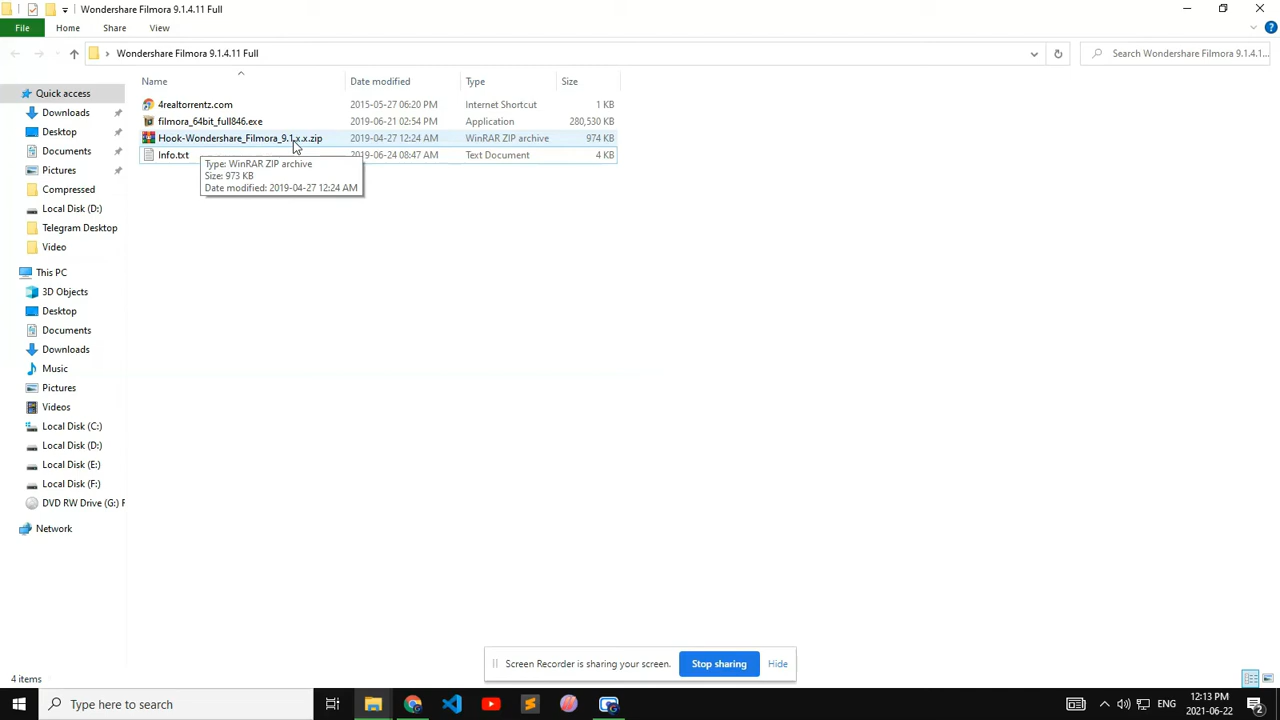 Wondershare Filmora 9.1.4.11 Full
File Home Share View
Wondershare Filmora 9.1.4.11 Full
Search Wondershare Filmora 9.1.4.1...
Name Date modified Type Size
Quick access
Downloads
Desktop
Documents
Pictures
Compressed
Local Disk (D:)
Telegram Desktop
Video
This PC
3D Objects
Desktop
Documents
Downloads
Music
Pictures
Videos
Local Disk (C:)
Local Disk (D:)
Local Disk (E:)
Local Disk (F:)
DVD RW Drive (G:) F
Network
4realtorrentz.com 2015-05-27 06:20 PM Internet Shortcut 1 KB
filmora_64bit_full846.exe 2019-06-21 02:54 PM Application 280,530 KB
Hook-Wondershare_Filmora_9.1.x.x.zip 2019-04-27 12:24 AM WinRAR ZIP archive 974 KB
Info.txt 2019-06-24 08:47 AM Text Document 4 KB
Type: WinRAR ZIP archive
Size: 973 KB
Date modified: 2019-04-27 12:24 AM
Screen Recorder is sharing your screen. Stop sharing Hide
4 items
Type here to search
ENG
12:13 PM
2021-06-22
2